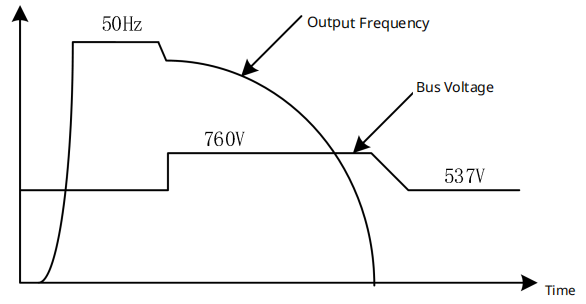 50Hz
Output Frequency
Bus Voltage
760V
537V
Time